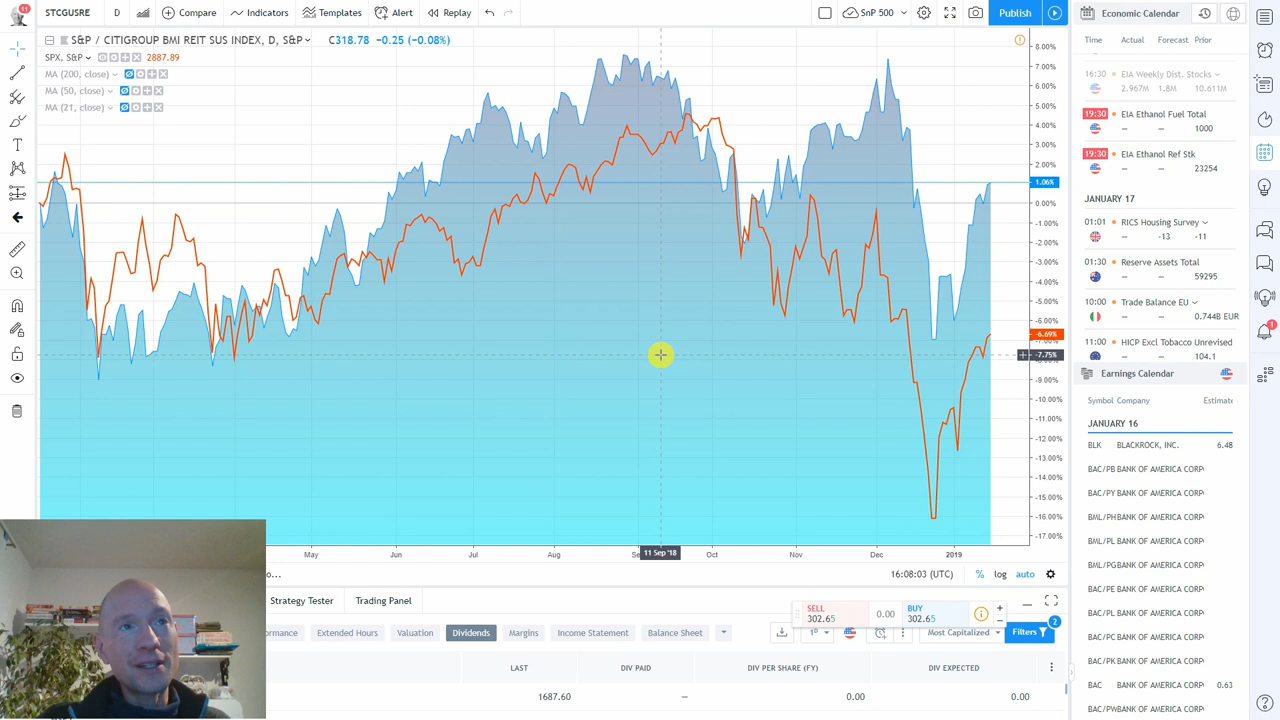 11
STCGUSRE
D
Compare
Indicators
Templates
Alert
Replay
SnP 500
Publish
S&P / CITIGROUP BMI REIT SUS INDEX, D, S&P
C318.78 -0.25 (-0.08%)
SPX, S&P
2887.89
MA (200, close)
MA (50, close)
MA (21, close)
8.00%
7.00%
6.00%
5.00%
4.00%
3.00%
2.00%
1.06%
0.00%
-1.00%
-2.00%
-3.00%
-4.00%
-5.00%
-6.00%
-6.69%
-7.75%
-9.00%
-10.00%
-11.00%
-12.00%
-13.00%
-14.00%
-15.00%
-16.00%
-17.00%
May
Jun
Jul
Aug
11 Sep '18
Oct
Nov
Dec
2019
16:08:03 (UTC)
%
log
auto
o...
Strategy Tester
Trading Panel
SELL
302.65
0.00
BUY
302.65
Extended Hours
Valuation
Dividends
Margins
Income Statement
Balance Sheet
Most Capitalized
Filters
2
LAST
DIV PAID
DIV PER SHARE (FY)
DIV EXPECTED
1687.60
—
0.00
0.00
Economic Calendar
Time
Actual
Forecast
Prior
16:30
EIA Weekly Dist. Stocks
2.967M
1.8M
10.611M
19:30
EIA Ethanol Fuel Total
— — 1000
19:30
EIA Ethanol Ref Stk
— — 23254
JANUARY 17
01:01
RICS Housing Survey
— -13 -11
01:30
Reserve Assets Total
— — 59295
10:00
Trade Balance EU
— — 0.744B EUR
11:00
HICP Excl Tobacco Unrevised
— — 104.1
Earnings Calendar
Symbol
Company
Estimate
JANUARY 16
BLK
BLACKROCK, INC.
6.48
BAC/PB BANK OF AMERICA CORP
BAC/PY BANK OF AMERICA CORP
BML/PH BANK OF AMERICA CORP
BML/PL BANK OF AMERICA CORP
BML/PG BANK OF AMERICA CORP
BAC/PE BANK OF AMERICA CORP
BAC/PL BANK OF AMERICA CORP
BAC/PC BANK OF AMERICA CORP
BAC/PK BANK OF AMERICA CORP
BAC
BANK OF AMERICA CORP
0.63
BAC/PW BANK OF AMERICA CORP
1